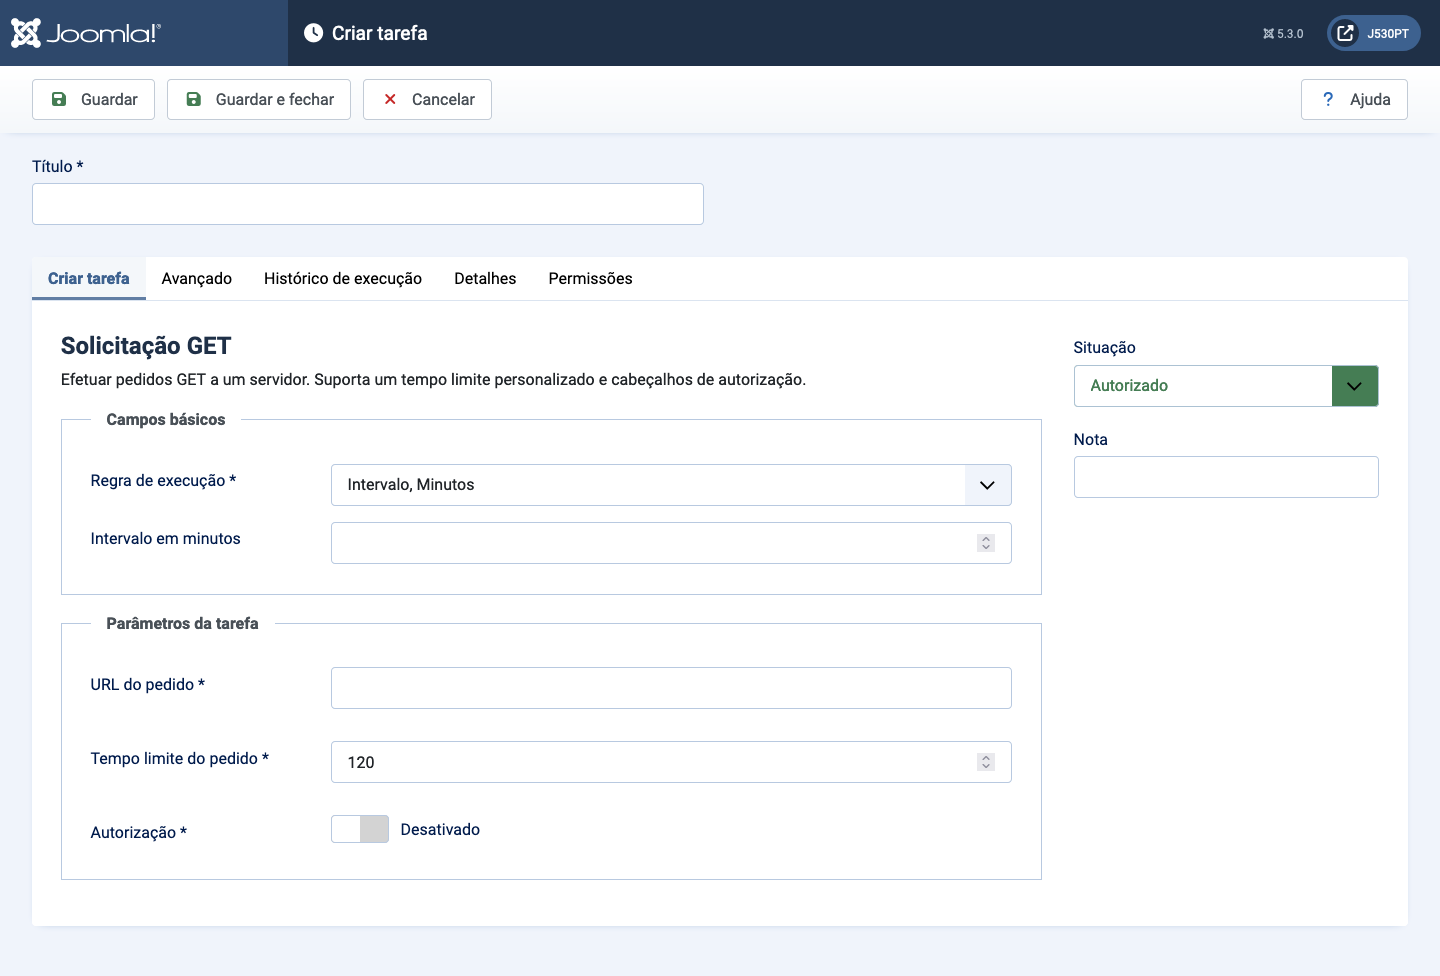 Joomla!®
Criar tarefa
5.3.0
J530PT
Guardar
Guardar e fechar
Cancelar
? Ajuda
Título *
Criar tarefa
Avançado
Histórico de execução
Detalhes
Permissões
Solicitação GET
Efetuar pedidos GET a um servidor. Suporta um tempo limite personalizado e cabeçalhos de autorização.
Campos básicos
Regra de execução *
Intervalo, Minutos
Intervalo em minutos
Parâmetros da tarefa
URL do pedido *
Tempo limite do pedido *
120
Autorização *
Desativado
Situação
Autorizado
Nota